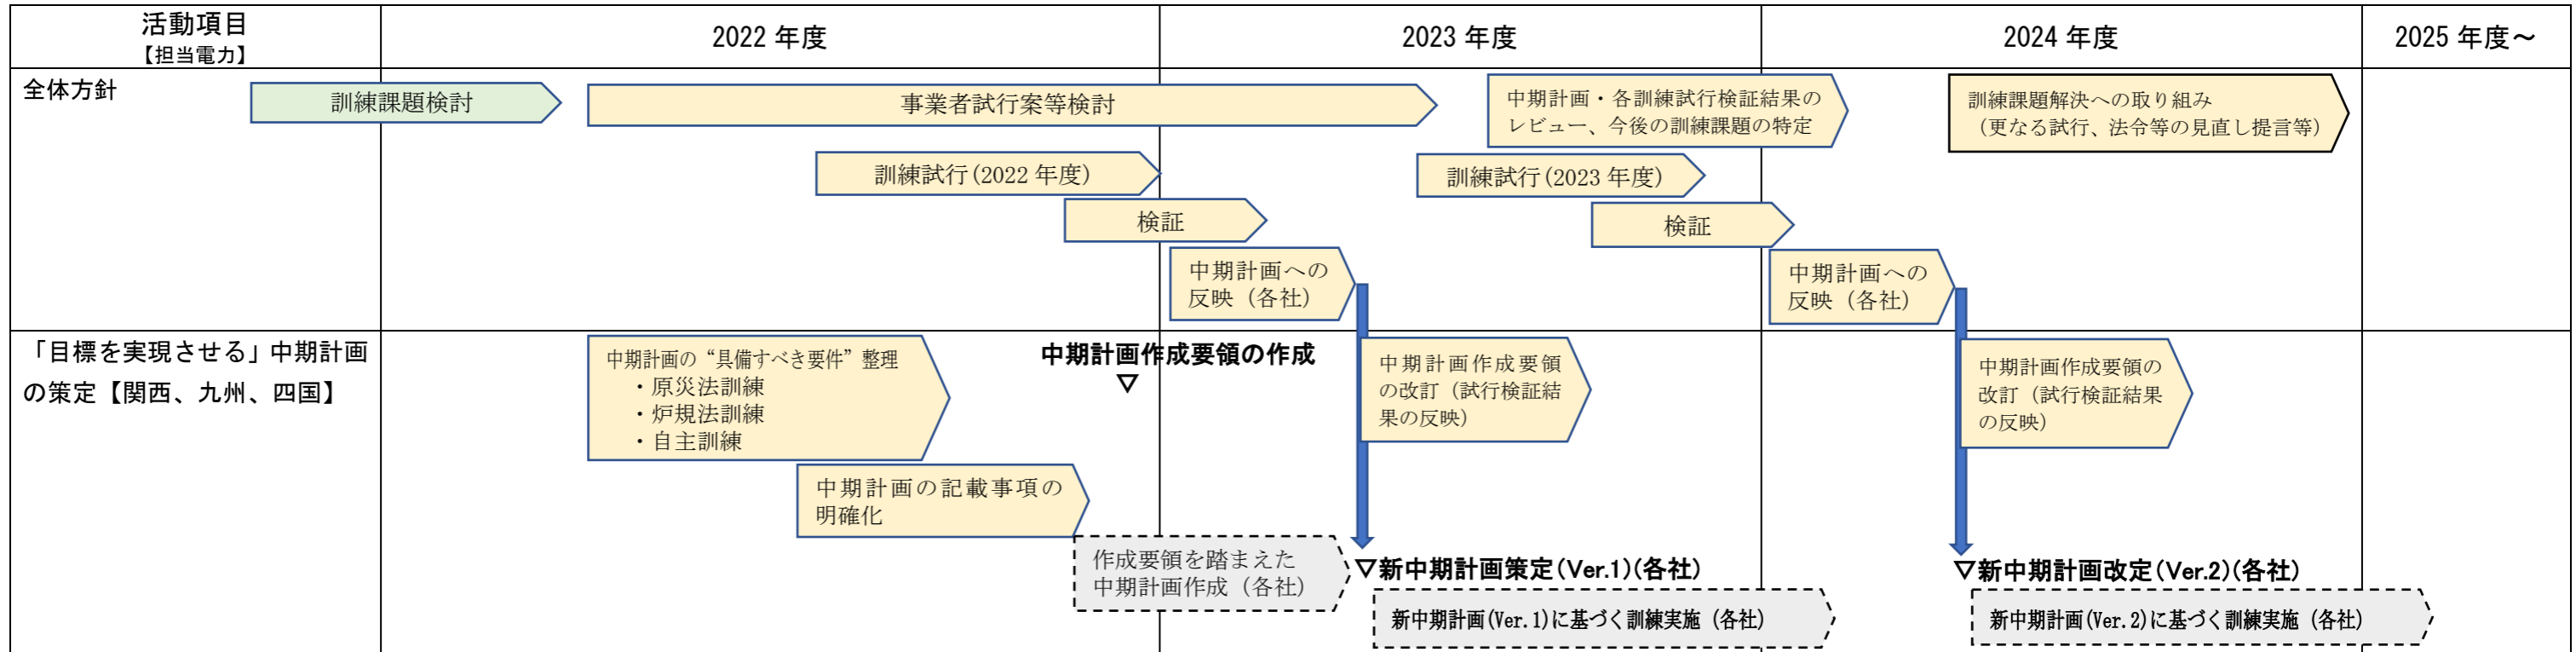 活動項目
【担当電力】
2022 年度
2023 年度
2024 年度
2025 年度～
全体方針
訓練課題検討
事業者試行案等検討
中期計画・各訓練試行検証結果の
レビュー、今後の訓練課題の特定
訓練課題解決への取り組み
（更なる試行、法令等の見直し提言等）
訓練試行(2022 年度)
訓練試行(2023 年度)
検証
検証
中期計画への
反映（各社）
中期計画への
反映（各社）
「目標を実現させる」中期計画
の策定【関西、九州、四国】
中期計画の“具備すべき要件”整理
・原災法訓練
・炉規法訓練
・自主訓練
中期計画作成要領の作成
▽
中期計画作成要領
の改訂（試行検証結
果の反映）
中期計画作成要領の
改訂（試行検証結果
の反映）
中期計画の記載事項の
明確化
作成要領を踏まえた
中期計画作成（各社）
▽新中期計画策定(Ver.1)(各社)
▽新中期計画改定(Ver.2)(各社)
新中期計画(Ver.1)に基づく訓練実施（各社）
新中期計画(Ver.2)に基づく訓練実施（各社）